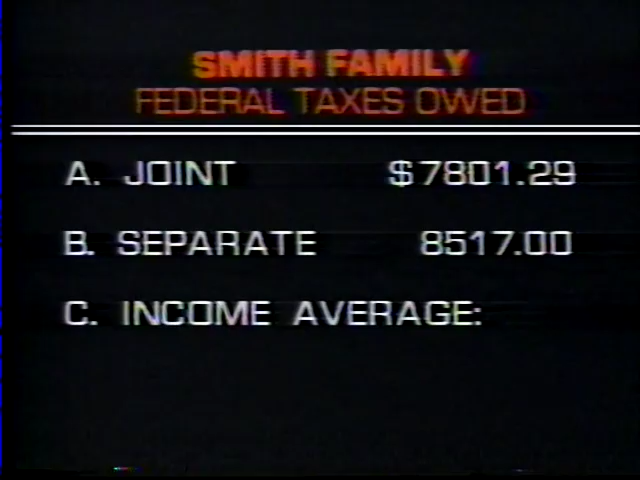 SMITH FAMILY
FEDERAL TAXES OWED
A. JOINT $7801.29
B. SEPARATE 8517.00
C. INCOME AVERAGE: